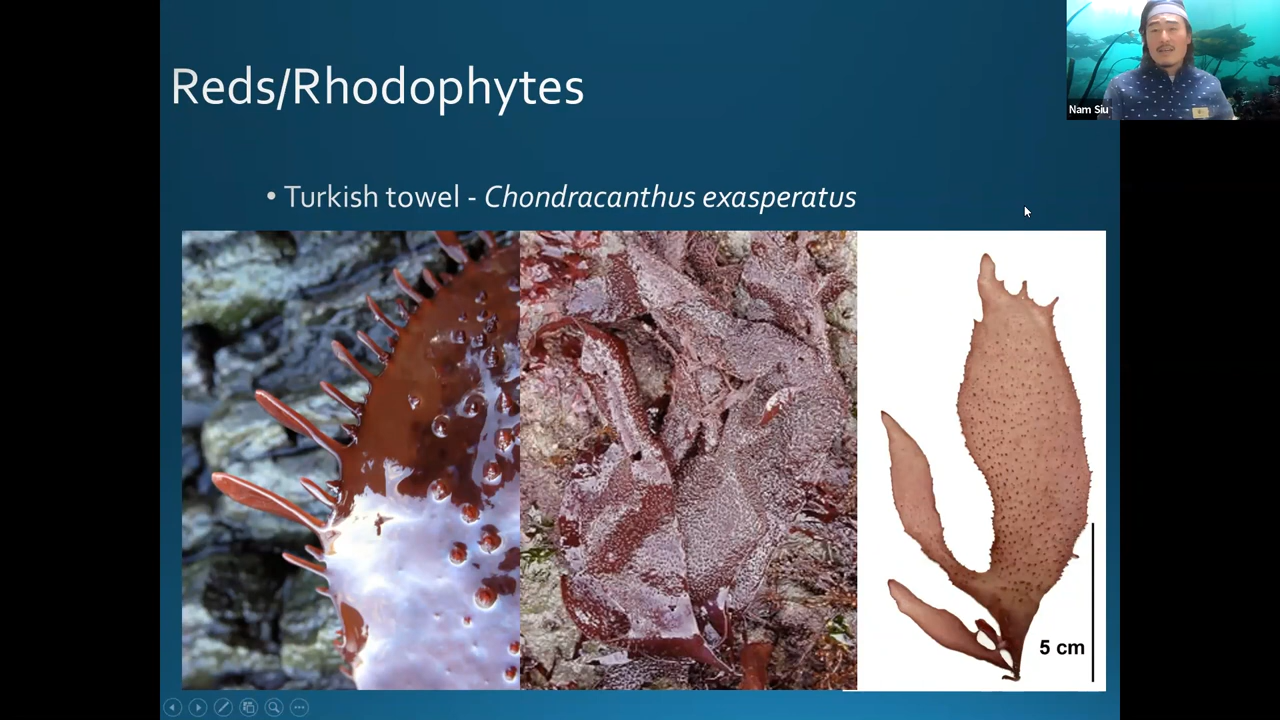 Reds/Rhodophytes
Nam Siu
• Turkish towel - Chondracanthus exasperatus
5 cm